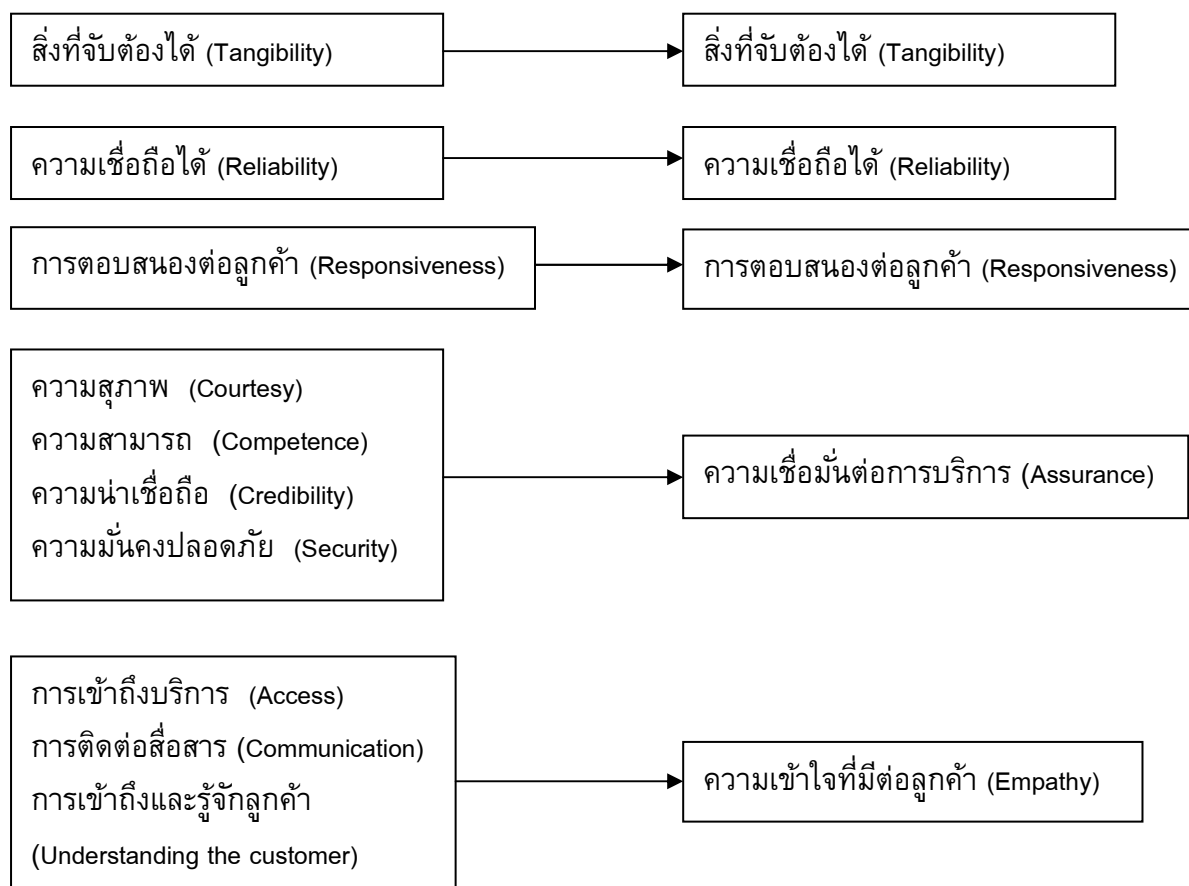 สิ่งที่จับต้องได้ (Tangibility)
สิ่งที่จับต้องได้ (Tangibility)
ความเชื่อถือได้ (Reliability)
ความเชื่อถือได้ (Reliability)
การตอบสนองต่อลูกค้า (Responsiveness)
การตอบสนองต่อลูกค้า (Responsiveness)
ความสุภาพ (Courtesy)
ความสามารถ (Competence)
ความน่าเชื่อถือ (Credibility)
ความมั่นคงปลอดภัย (Security)
ความเชื่อมั่นต่อการบริการ (Assurance)
การเข้าถึงบริการ (Access)
การติดต่อสื่อสาร (Communication)
การเข้าถึงและรู้จักลูกค้า
(Understanding the customer)
ความเข้าใจที่มีต่อลูกค้า (Empathy)